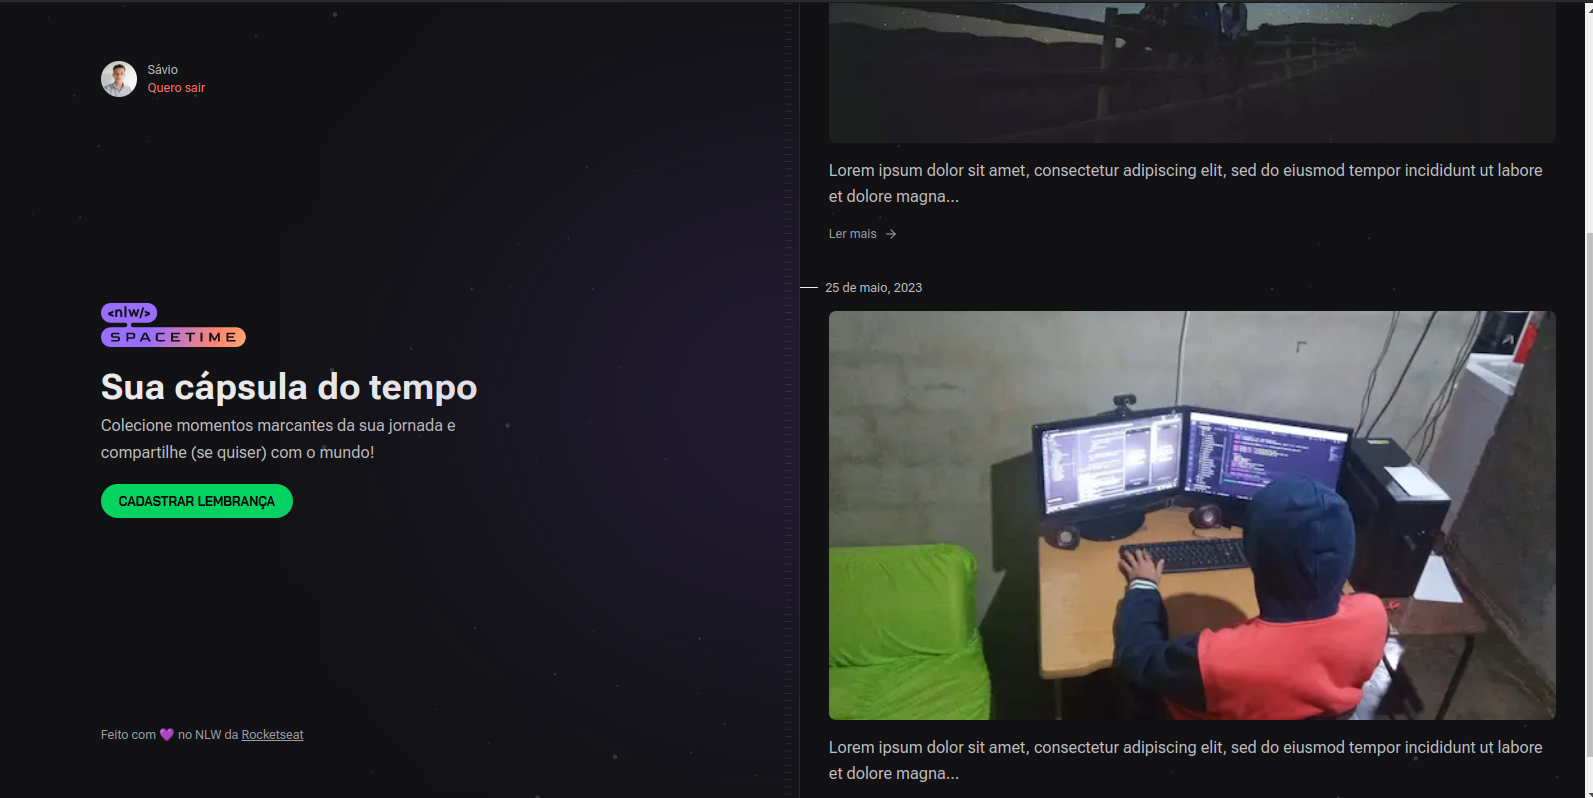 Sávio
Quero sair
<nlw/>
SPACETIME
Sua cápsula do tempo
Colecione momentos marcantes da sua jornada e
compartilhe (se quiser) com o mundo!
CADASTRAR LEMBRANÇA
Feito com 💜 no NLW da Rocketseat
Lorem ipsum dolor sit amet, consectetur adipiscing elit, sed do eiusmod tempor incididunt ut labore
et dolore magna...
Ler mais →
25 de maio, 2023
Lorem ipsum dolor sit amet, consectetur adipiscing elit, sed do eiusmod tempor incididunt ut labore
et dolore magna...